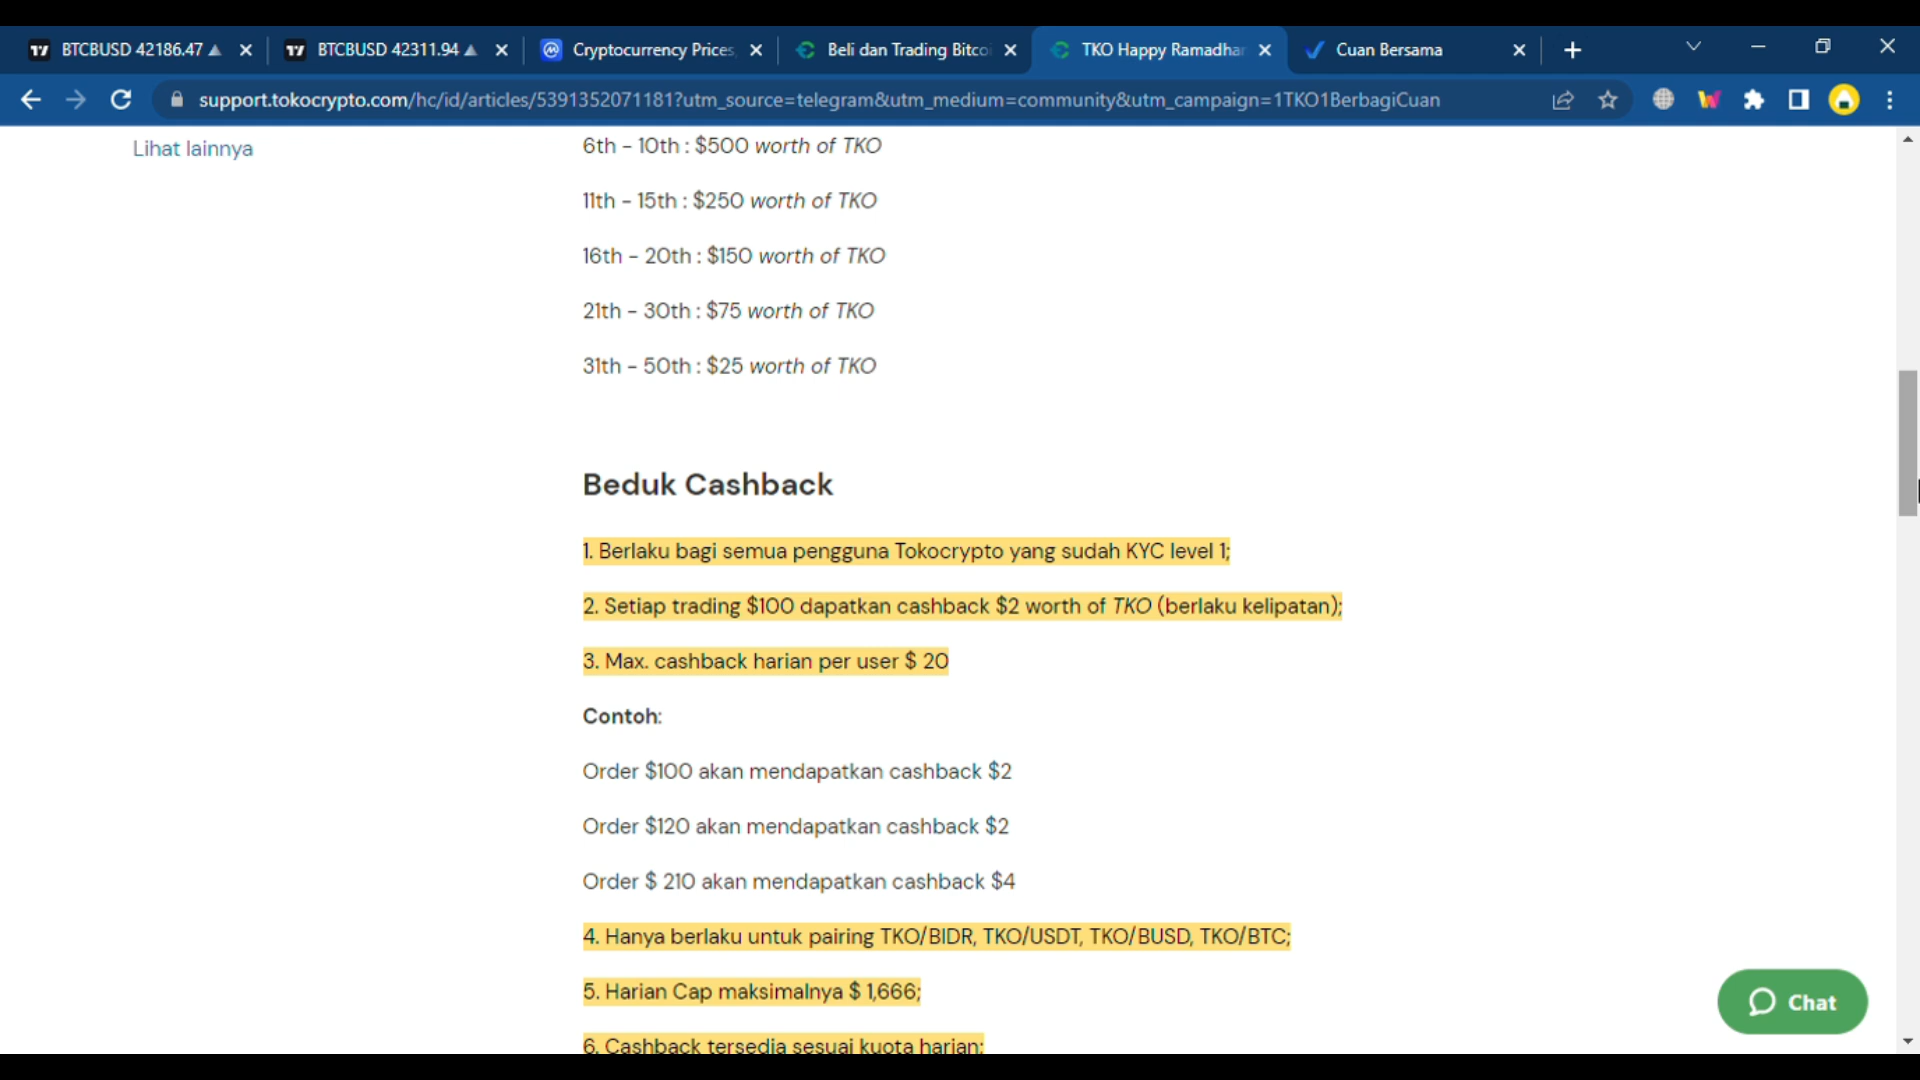 BTCBUSD 42186.47
BTCBUSD 42311.94
Cryptocurrency Prices,
Beli dan Trading Bitco
TKO Happy Ramadhar
Cuan Bersama
support.tokocrypto.com/hc/id/articles/5391352071181?utm_source=telegram&utm_medium=community&utm_campaign=1TKO1BerbagiCuan
Lihat lainnya
6th - 10th : $500 worth of TKO
11th - 15th : $250 worth of TKO
16th - 20th : $150 worth of TKO
21th - 30th : $75 worth of TKO
31th - 50th : $25 worth of TKO
Beduk Cashback
1. Berlaku bagi semua pengguna Tokocrypto yang sudah KYC level 1;
2. Setiap trading $100 dapatkan cashback $2 worth of TKO (berlaku kelipatan);
3. Max. cashback harian per user $ 20
Contoh:
Order $100 akan mendapatkan cashback $2
Order $120 akan mendapatkan cashback $2
Order $ 210 akan mendapatkan cashback $4
4. Hanya berlaku untuk pairing TKO/BIDR, TKO/USDT, TKO/BUSD, TKO/BTC;
5. Harian Cap maksimalnya $ 1,666;
6. Cashback tersedia sesuai kuota harian;
Chat